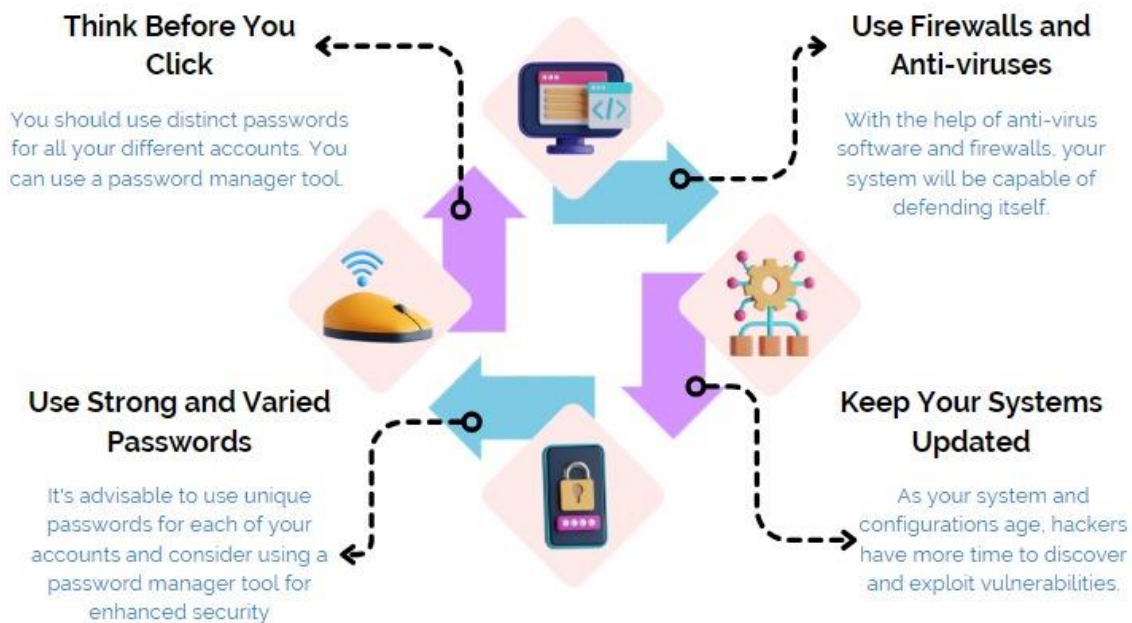 Think Before You
Click
You should use distinct passwords
for all your different accounts. You
can use a password manager tool.
Use Firewalls and
Anti-viruses
With the help of anti-virus
software and firewalls, your
system will be capable of
defending itself.
Use Strong and Varied
Passwords
It's advisable to use unique
passwords for each of your
accounts and consider using a
password manager tool for
enhanced security
Keep Your Systems
Updated
As your system and
configurations age, hackers
have more time to discover
and exploit vulnerabilities.